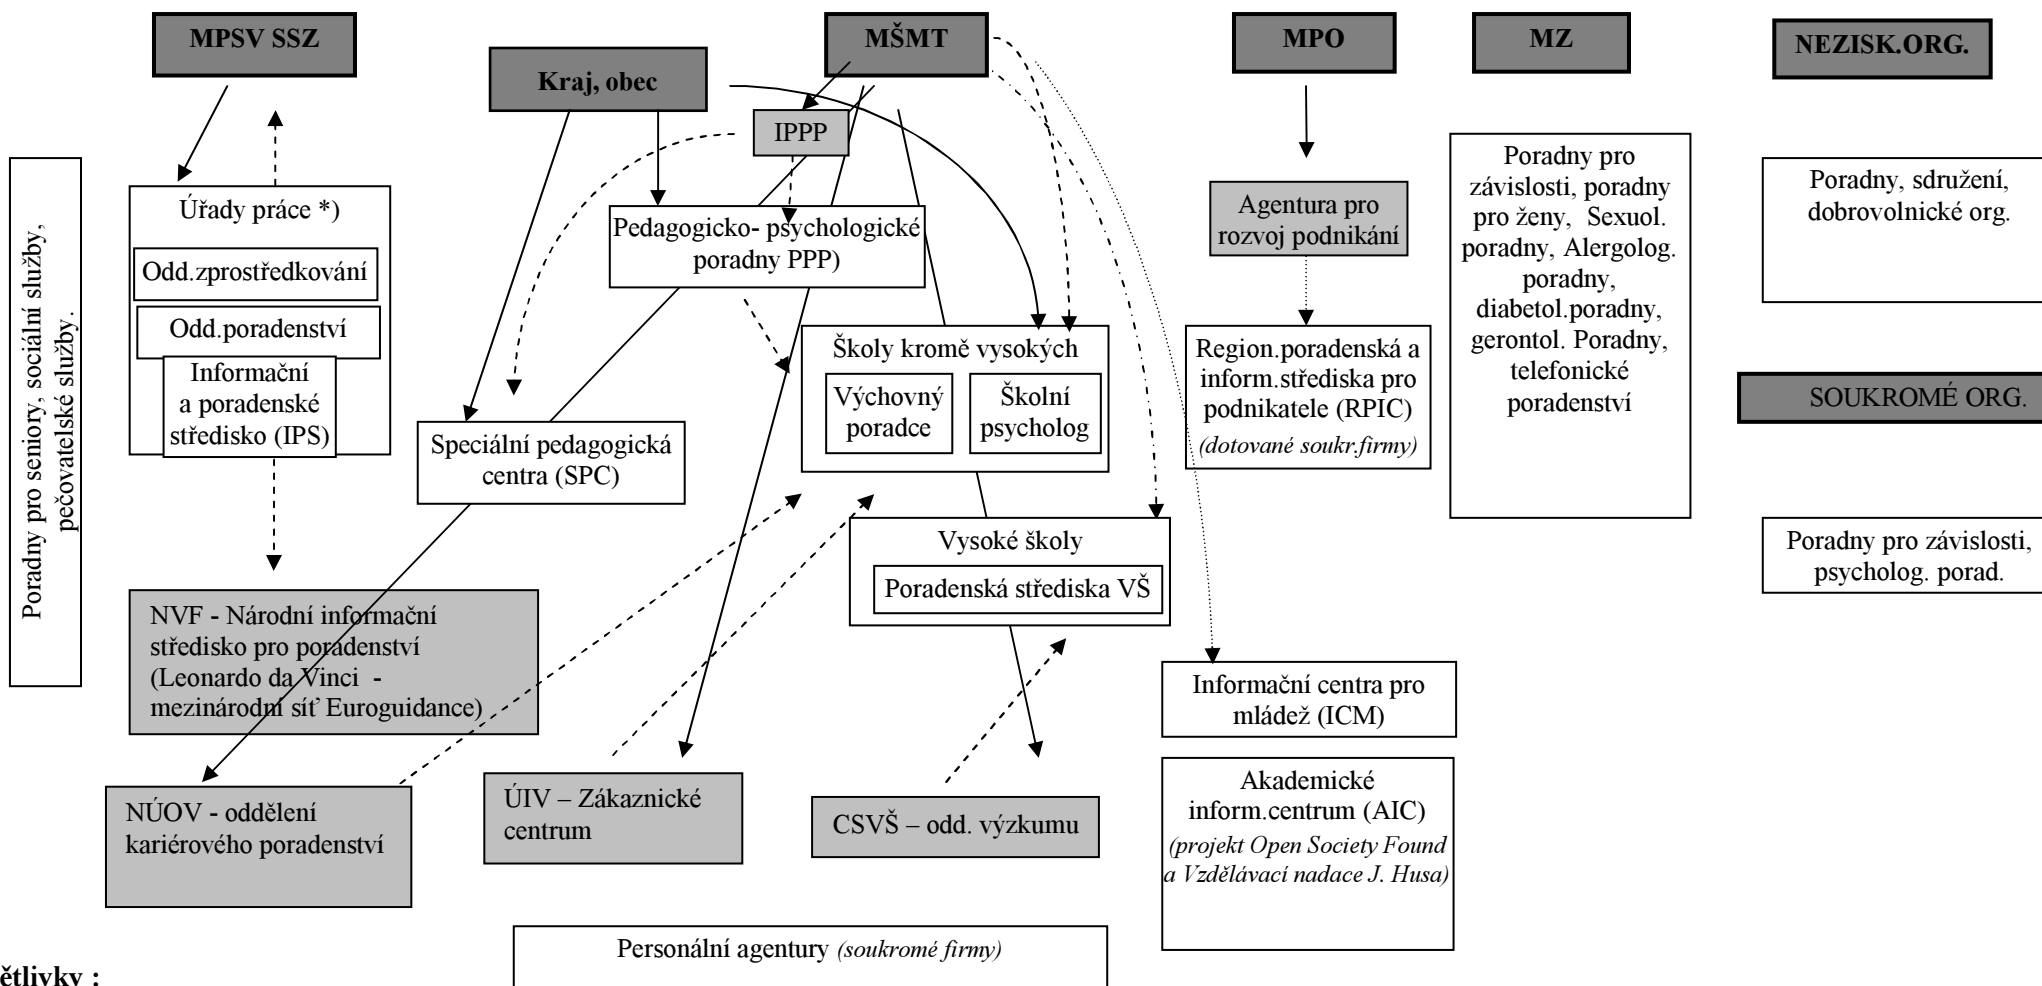 MPSV SSZ
Kraj, obec
MŠMT
MPO
MZ
NEZISK.ORG.
IPPP
Poradny pro seniory, sociální služby,
pečovatelské služby.
Úřady práce *)
Odd.zprostředkování
Odd.poradenství
Informační
a poradenské
středisko (IPS)
Pedagogicko- psychologické
poradny PPP)
Agentura pro
rozvoj podnikání
Poradny pro
závislosti, poradny
pro ženy, Sexuol.
poradny, Alergolog.
poradny,
diabetol.poradny,
gerontol. Poradny,
telefonické
poradenství
Poradny, sdružení,
dobrovolnické org.
Školy kromě vysokých
Výchovný
poradce
Školní
psycholog
Region.poradenská a
inform.střediska pro
podnikatele (RPIC)
(dotované soukr.firmy)
SOUKROMÉ ORG.
Speciální pedagogická
centra (SPC)
Vysoké školy
Poradenská střediska VŠ
Poradny pro závislosti,
psycholog. porad.
NVF - Národní informační
středisko pro poradenství
(Leonardo da Vinci -
mezinárodní síť Euroguidance)
Informační centra pro
mládež (ICM)
NÚOV - oddělení
kariérového poradenství
ÚIV – Zákaznické
centrum
CSVŠ – odd. výzkumu
Akademické
inform.centrum (AIC)
(projekt Open Society Found
a Vzdělávací nadace J. Husa)
Personální agentury (soukromé firmy)
ětlivky :